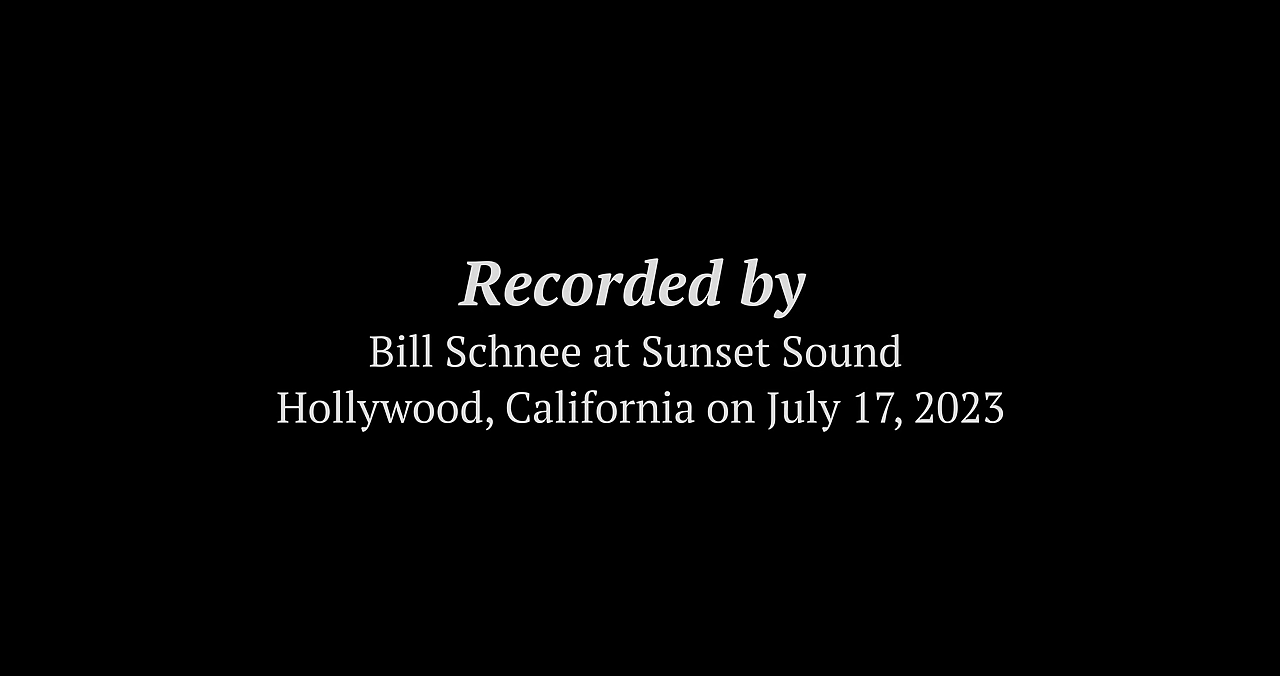 Recorded by
Bill Schnee at Sunset Sound
Hollywood, California on July 17, 2023